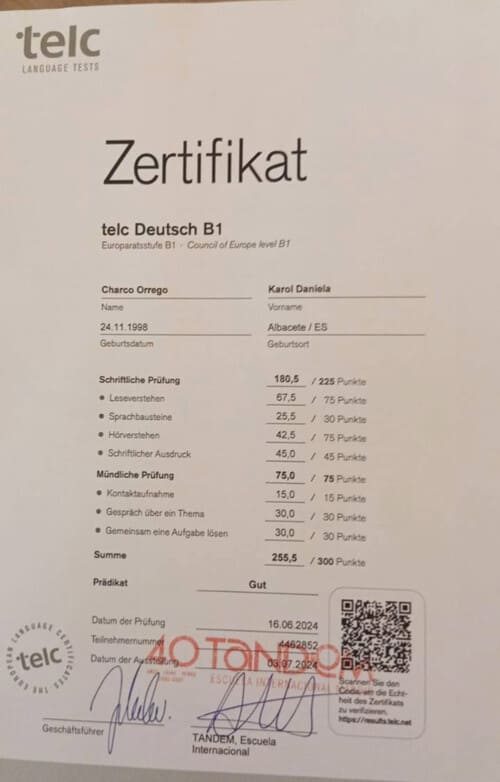 telc
LANGUAGE TESTS
Zertifikat
telc Deutsch B1
Europaratsstufe B1 · Council of Europe level B1
Charco Orrego Karol Daniela
Name Vorname
24.11.1998 Albacete / ES
Geburtsdatum Geburtsort
Schriftliche Prüfung 180,5 / 225 Punkte
• Leseverstehen 67,5 / 75 Punkte
• Sprachbausteine 25,5 / 30 Punkte
• Hörverstehen 42,5 / 75 Punkte
• Schriftlicher Ausdruck 45,0 / 45 Punkte
Mündliche Prüfung 75,0 / 75 Punkte
• Kontaktaufnahme 15,0 / 15 Punkte
• Gespräch über ein Thema 30,0 / 30 Punkte
• Gemeinsam eine Aufgabe lösen 30,0 / 30 Punkte
Summe 255,5 / 300 Punkte
Prädikat Gut
Datum der Prüfung 16.06.2024
Teilnehmernummer 4462852
Datum der Ausstellung 03.07.2024
40 TANDEM
ESCUELA INTERNACIONAL
THE EUROPEAN LANGUAGE CERTIFICATES
telc
Scannen Sie den
Code, um die Echt-
heit des Zertifikats
zu verifizieren.
https://results.telc.net
Geschäftsführer
TANDEM, Escuela
Internacional